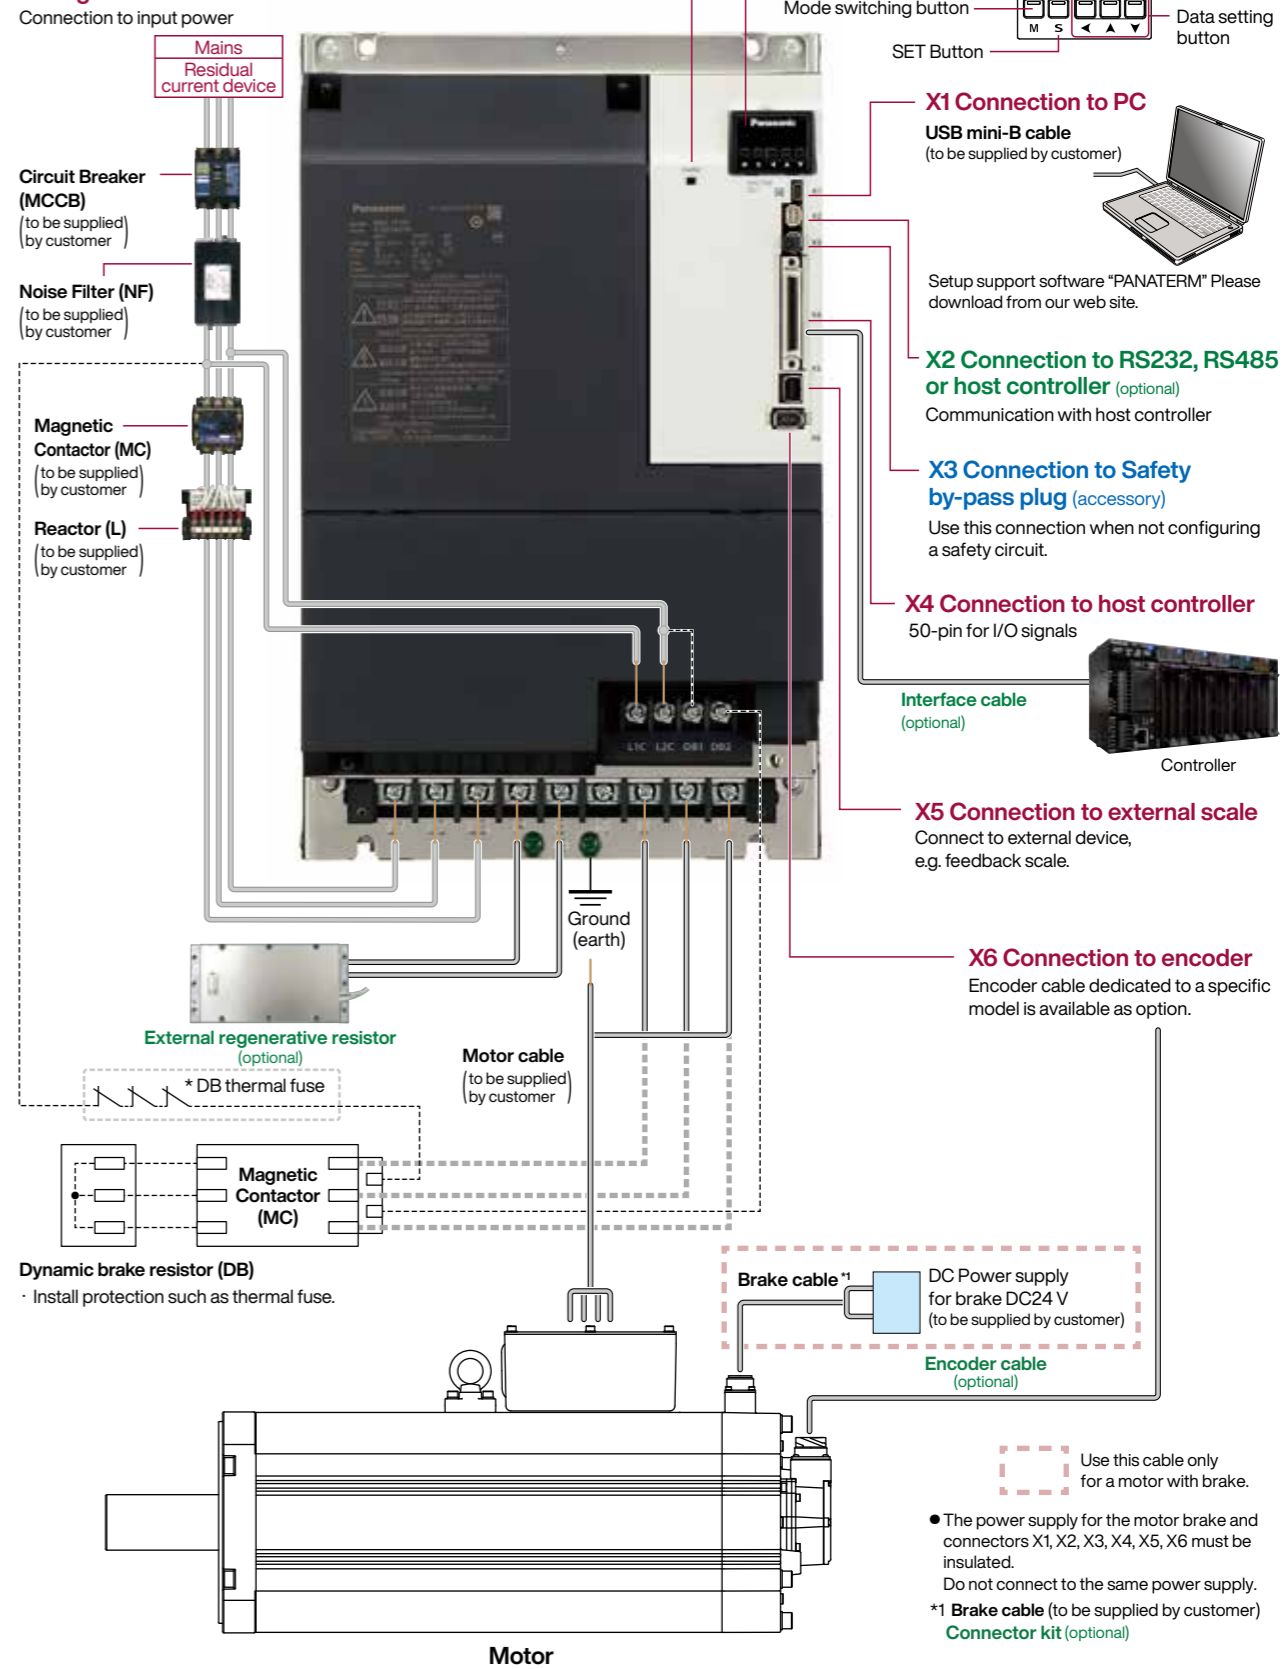 Connection to input power
Mains
Residual
current device
Mode switching button
M S
Data setting
button
SET Button
Circuit Breaker
(MCCB)
(to be supplied
by customer)
Noise Filter (NF)
(to be supplied
by customer)
Magnetic
Contactor (MC)
(to be supplied
by customer)
Reactor (L)
(to be supplied
by customer)
Panasonic
Panasonic
X1 Connection to PC
USB mini-B cable
(to be supplied by customer)
Setup support software “PANATERM” Please
download from our web site.
X2 Connection to RS232, RS485
or host controller (optional)
Communication with host controller
X3 Connection to Safety
by-pass plug (accessory)
Use this connection when not configuring
a safety circuit.
X4 Connection to host controller
50-pin for I/O signals
Interface cable
(optional)
Controller
L1C L2C DB1 DB2
X5 Connection to external scale
Connect to external device,
e.g. feedback scale.
Ground
(earth)
X6 Connection to encoder
Encoder cable dedicated to a specific
model is available as option.
External regenerative resistor
(optional)
* DB thermal fuse
Motor cable
(to be supplied
by customer)
Magnetic
Contactor
(MC)
Dynamic brake resistor (DB)
· Install protection such as thermal fuse.
Brake cable *1
DC Power supply
for brake DC24 V
(to be supplied by customer)
Encoder cable
(optional)
Use this cable only
for a motor with brake.
● The power supply for the motor brake and
connectors X1, X2, X3, X4, X5, X6 must be
insulated.
Do not connect to the same power supply.
*1 Brake cable (to be supplied by customer)
Connector kit (optional)
Motor